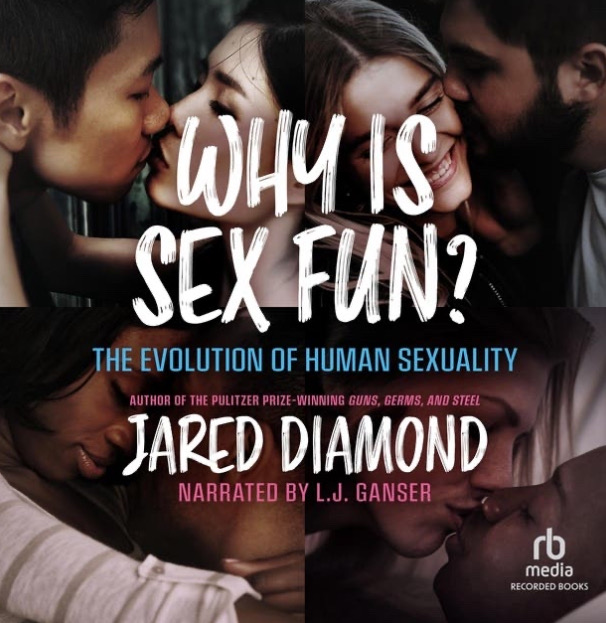 WHY IS
SEX FUN?
THE EVOLUTION OF HUMAN SEXUALITY
AUTHOR OF THE PULITZER PRIZE-WINNING GUNS, GERMS, AND STEEL
JARED DIAMOND
NARRATED BY L.J. GANSER
rb
media
RECORDED BOOKS